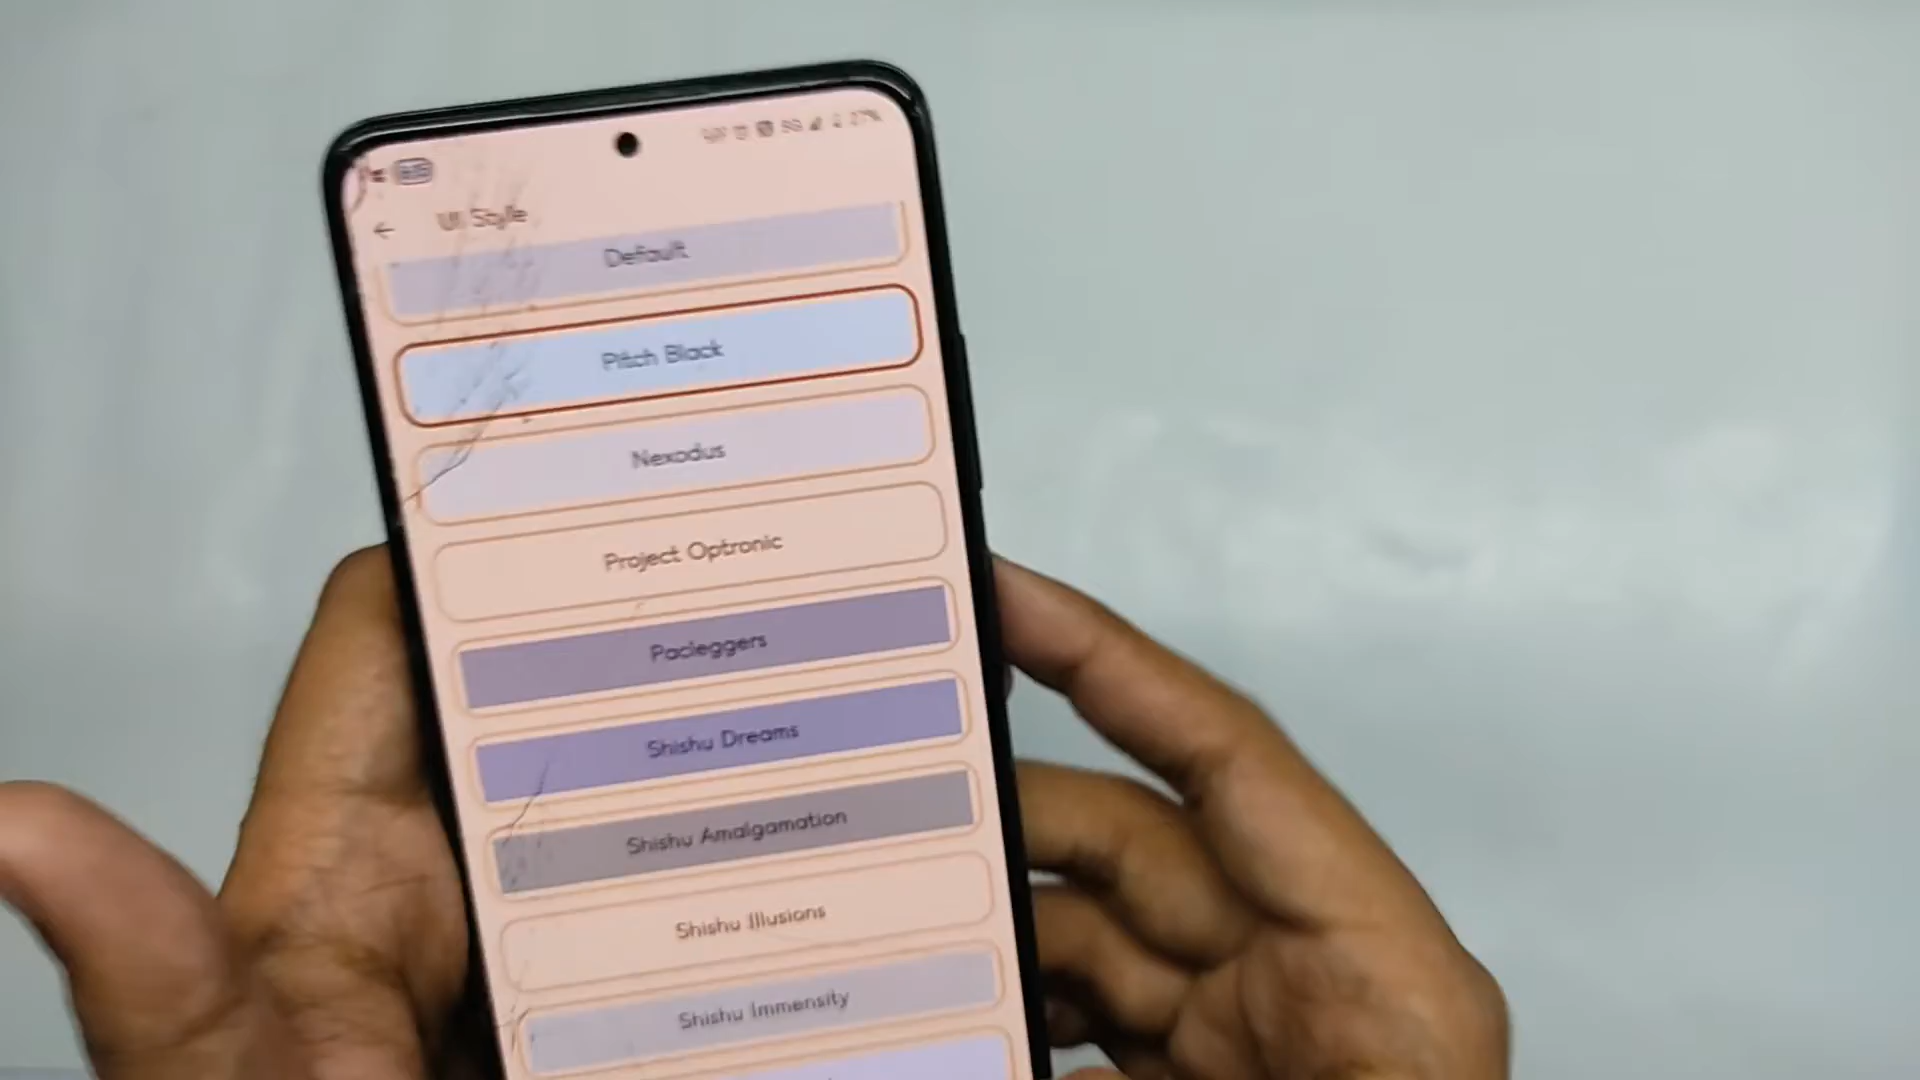 UI Style
Default
Pitch Black
Nexodus
Project Optronic
Pacleggers
Shishu Dreams
Shishu Amalgamation
Shishu Illusions
Shishu Immensity